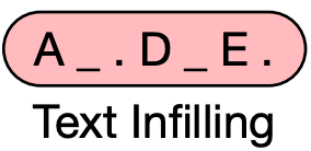 A _ . D _ E .
Text Infilling